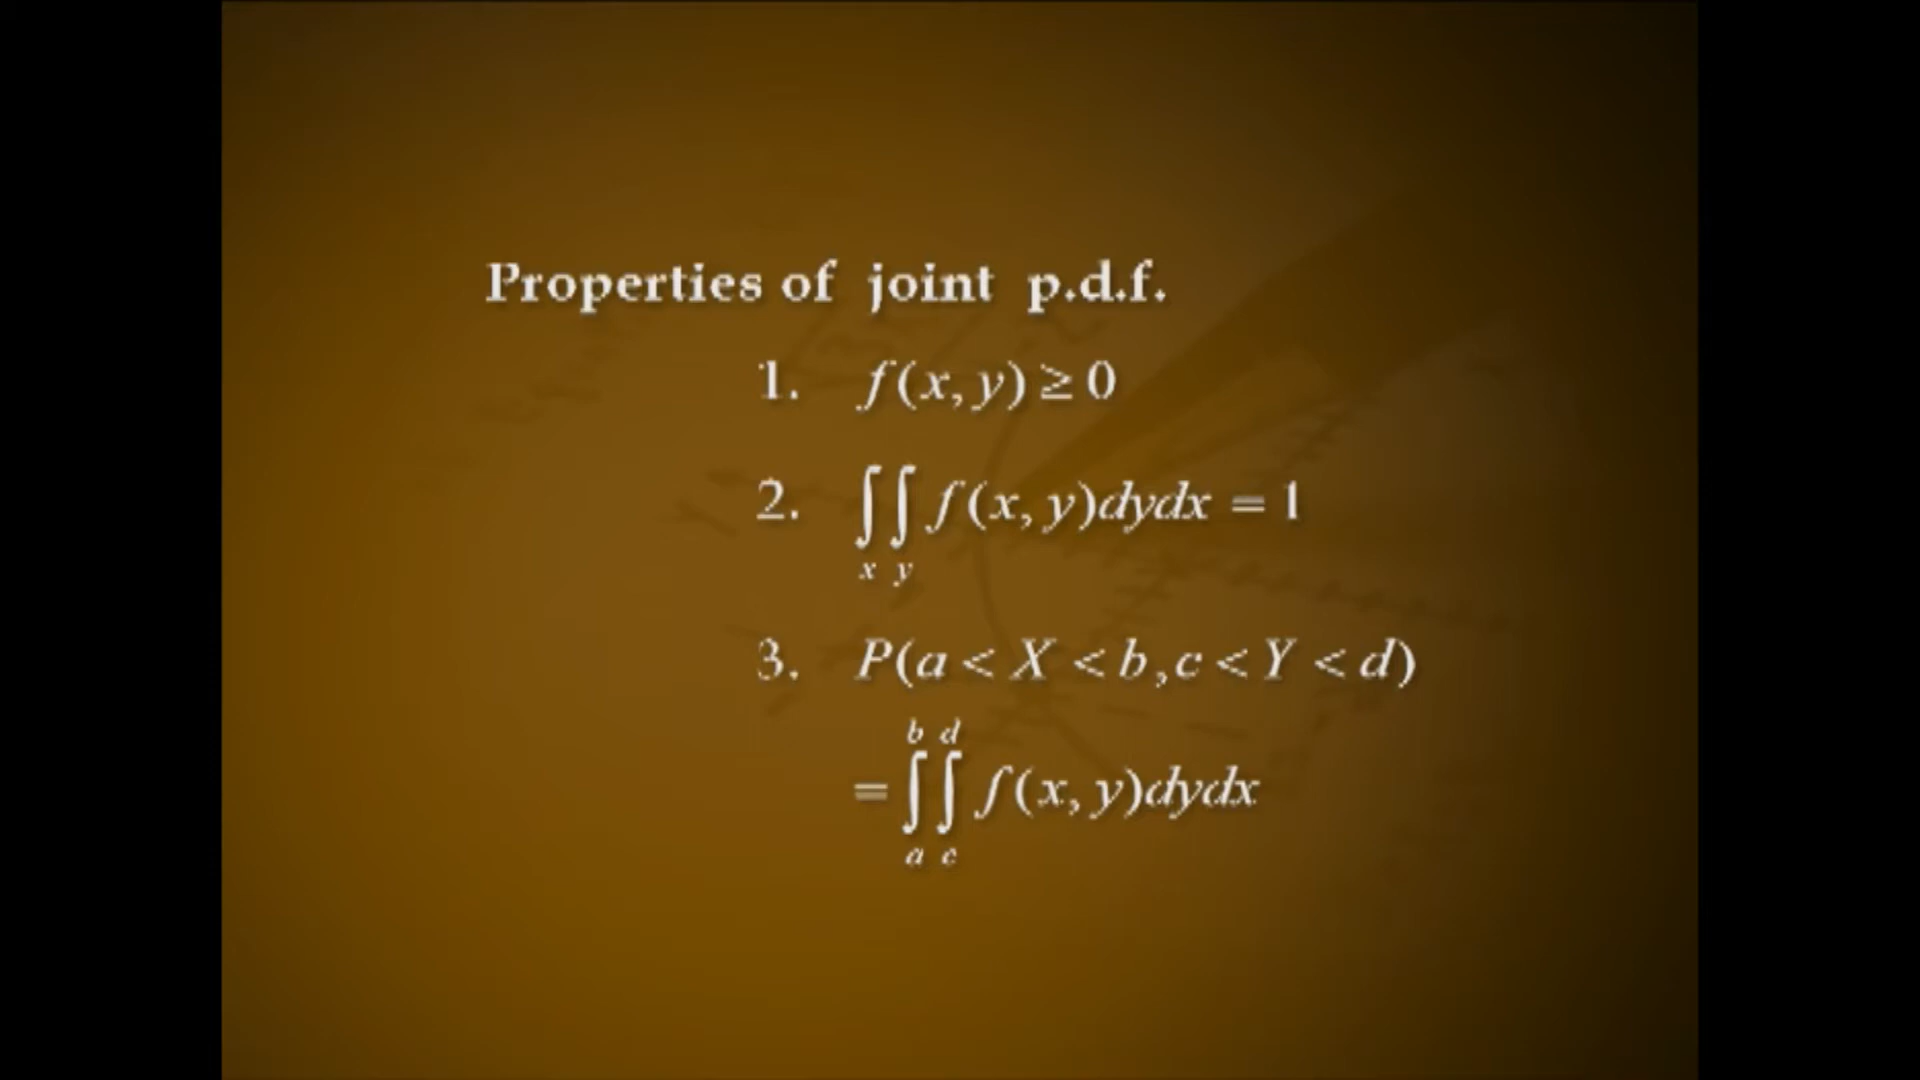 Properties of joint p.d.f.
1. f(x, y) ≥ 0
2. ∫∫ f(x, y)dydx = 1
x y
3. P(a < X < b, c < Y < d)
b d
= ∫∫ f(x, y)dydx
a c